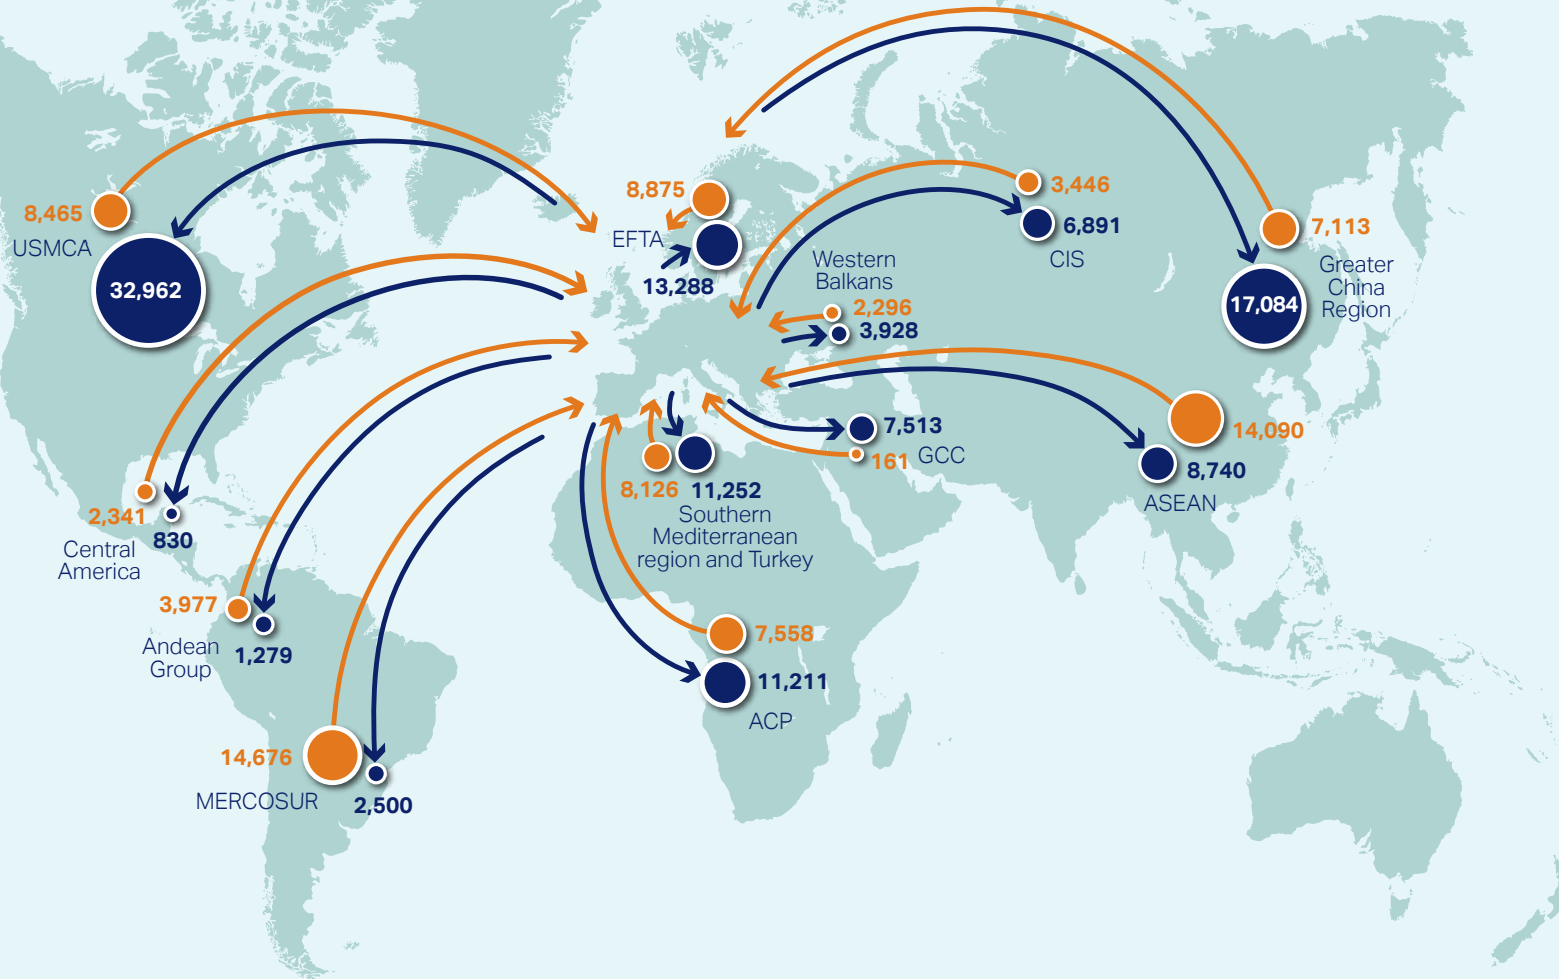 8,465
USMCA
32,962
8,875
EFTA
13,288
3,446
6,891
CIS
7,113
Greater
China
Region
17,084
Western
Balkans
2,296
3,928
14,090
8,740
ASEAN
7,513
161
GCC
8,126
11,252
Southern
Mediterranean
region and Turkey
2,341
830
Central
America
3,977
Andean
Group
1,279
7,558
11,211
ACP
14,676
MERCOSUR
2,500